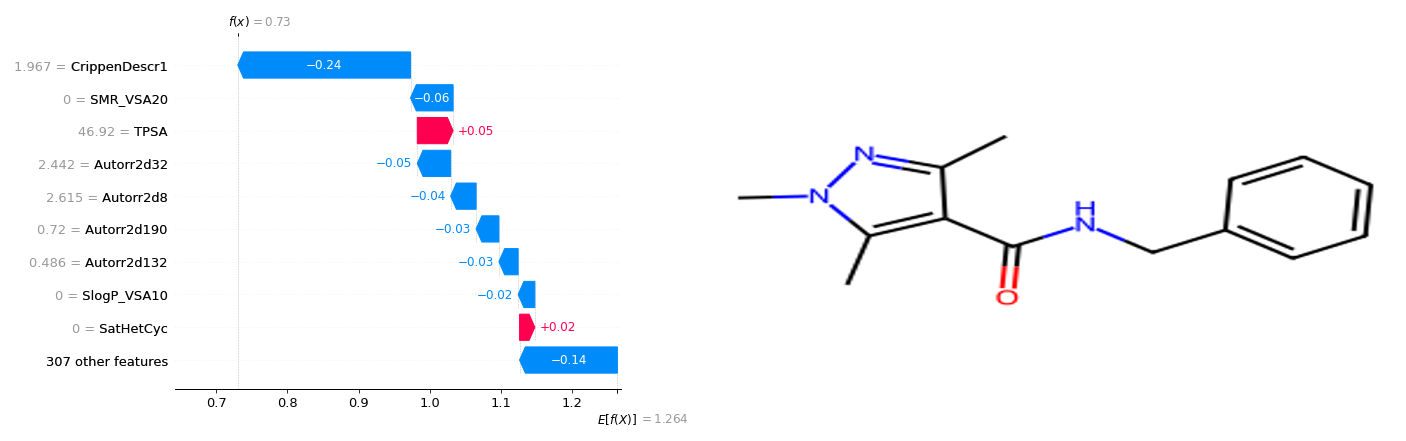 f(x) = 0.73
1.967 = CrippenDescr1
−0.24
0 = SMR_VSA20
−0.06
46.92 = TPSA
+0.05
2.442 = Autorr2d32
−0.05
2.615 = Autorr2d8
−0.04
0.72 = Autorr2d190
−0.03
0.486 = Autorr2d132
−0.03
0 = SlogP_VSA10
−0.02
0 = SatHetCyc
+0.02
307 other features
−0.14
0.7 0.8 0.9 1.0 1.1 1.2
E[f(X)] = 1.264
N
N
H
N
O